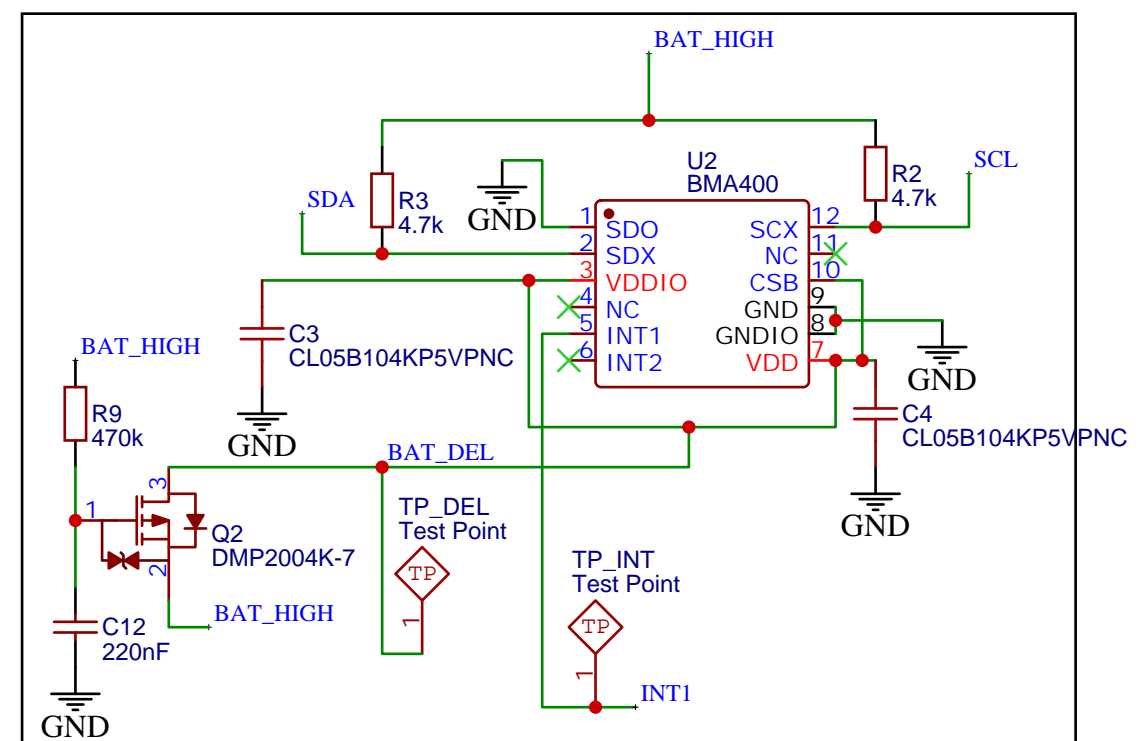 BAT_HIGH
U2
BMA400
SCL
R2
4.7k
R3
4.7k
SDA
GND
1 SDO
2 SDX
3 VDDIO
4 NC
5 INT1
6 INT2
SCX 12
NC 11
CSB 10
GND 9
GNDIO 8
VDD 7
GND
C3
CL05B104KP5VPNC
GND
C4
CL05B104KP5VPNC
GND
BAT_HIGH
R9
470k
BAT_DEL
3
1
2
Q2
DMP2004K-7
BAT_HIGH
C12
220nF
GND
TP_DEL
Test Point
TP
1
TP_INT
Test Point
TP
1
INT1